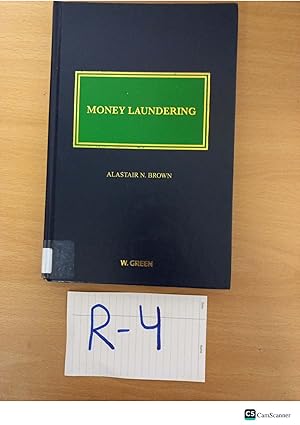 MONEY LAUNDERING
ALASTAIR N. BROWN
W. GREEN
R-4
CS CamScanner